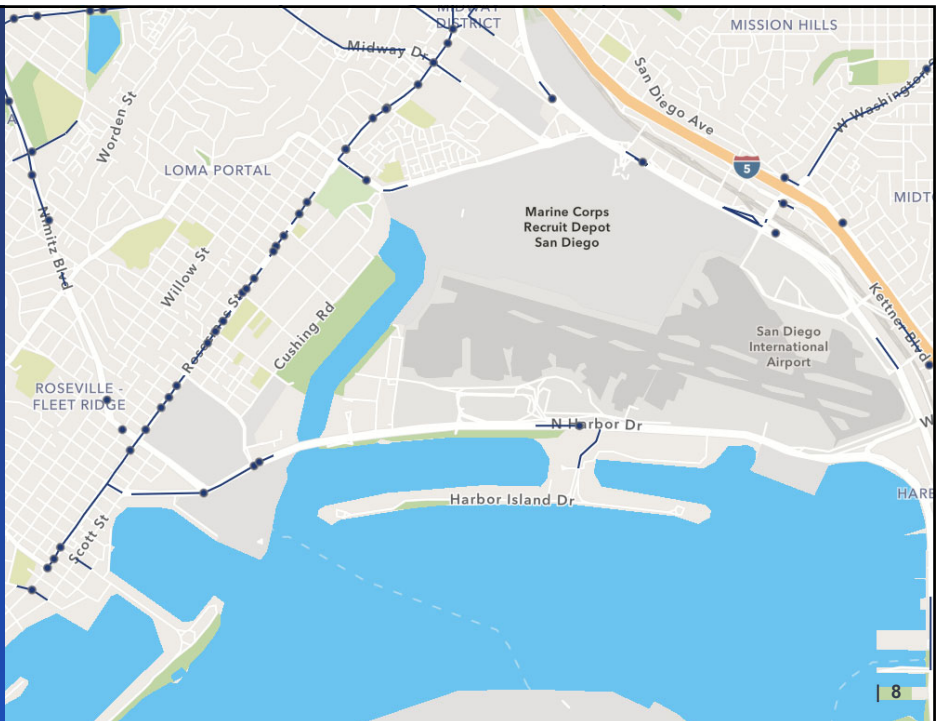 MIDWAY
DISTRICT
MISSION HILLS
Midway Dr
San Diego Ave
Worden St
W Washington S
LOMA PORTAL
5
MIDT
Marine Corps
Recruit Depot
San Diego
Nimitz Blvd
Willow St
Rosecrans St
Cushing Rd
Kettner Blvd
San Diego
International
Airport
ROSEVILLE -
FLEET RIDGE
N Harbor Dr
W
Harbor Island Dr
HARB
Scott St
8